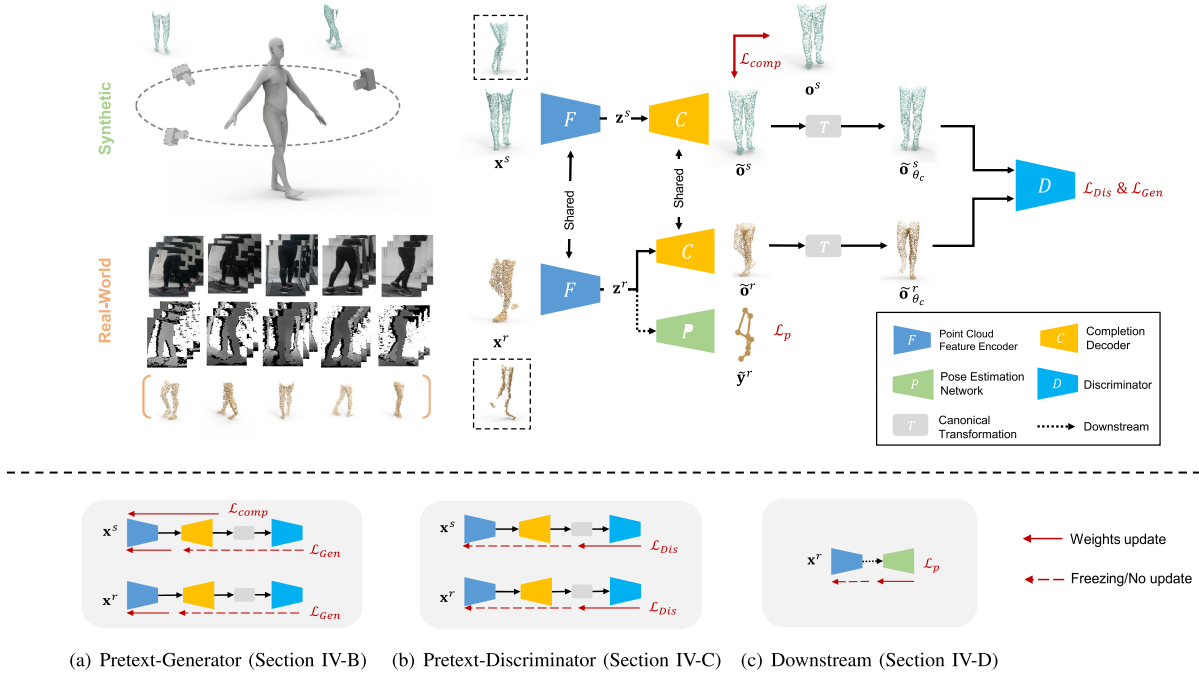 Synthetic
Real-World
x^s
F
z^s
C
õ^s
L_comp
o^s
T
õ^s_θc
D
L_Dis & L_Gen
Shared
Shared
x^r
F
z^r
C
õ^r
T
õ^r_θc
P
ỹ^r
L_p
F Point Cloud Feature Encoder
C Completion Decoder
P Pose Estimation Network
D Discriminator
T Canonical Transformation
Downstream
x^s
L_comp
L_Gen
x^r
L_Gen
x^s
L_Dis
x^r
L_Dis
x^r
L_p
Weights update
Freezing/No update
(a) Pretext-Generator (Section IV-B)
(b) Pretext-Discriminator (Section IV-C)
(c) Downstream (Section IV-D)